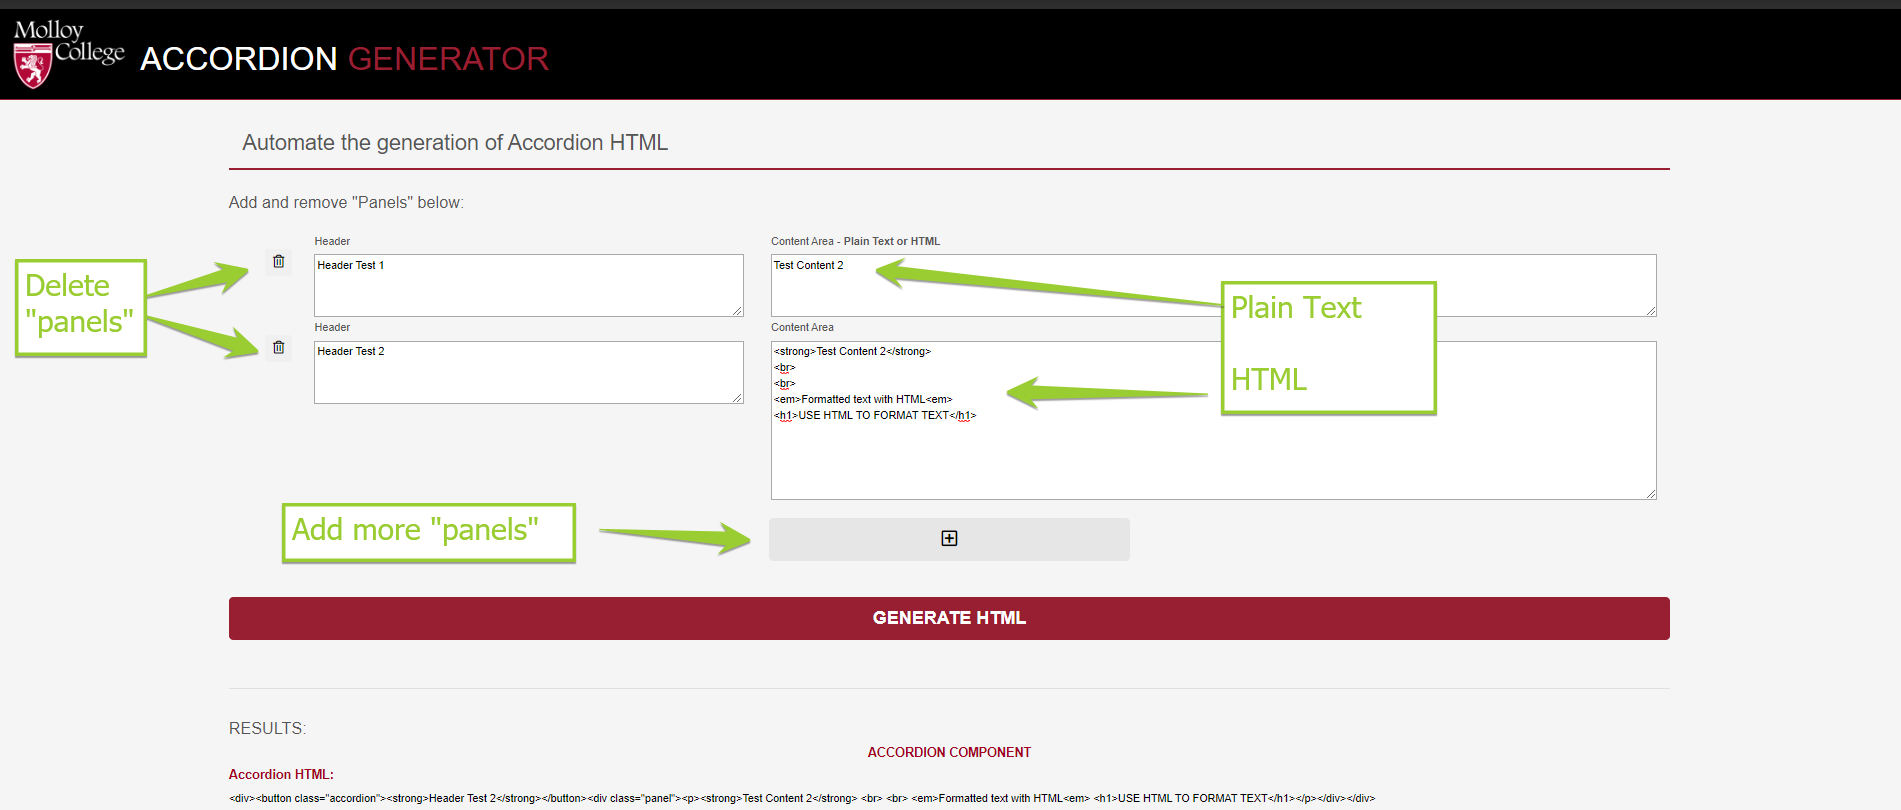 Molloy
College
ACCORDION GENERATOR
Automate the generation of Accordion HTML
Add and remove "Panels" below:
Header
Content Area - Plain Text or HTML
Header Test 1
Test Content 2
Delete
"panels"
Plain Text
HTML
Header
Content Area
Header Test 2
<strong>Test Content 2</strong>
<br>
<br>
<em>Formatted text with HTML<em>
<h1>USE HTML TO FORMAT TEXT</h1>
Add more "panels"
GENERATE HTML
RESULTS:
ACCORDION COMPONENT
Accordion HTML:
<div><button class="accordion"><strong>Header Test 2</strong></button><div class="panel"><p><strong>Test Content 2</strong> <br> <br> <em>Formatted text with HTML<em> <h1>USE HTML TO FORMAT TEXT</h1></p></div></div>